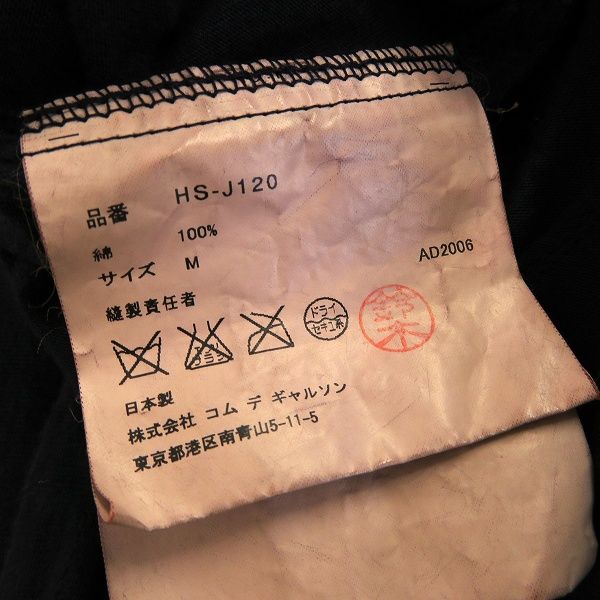 品番 HS-J120
綿 100%
サイズ M
AD2006
縫製責任者
ドライ
セキユ系
鈴木
日本製
株式会社 コム デ ギャルソン
東京都港区南青山5-11-5